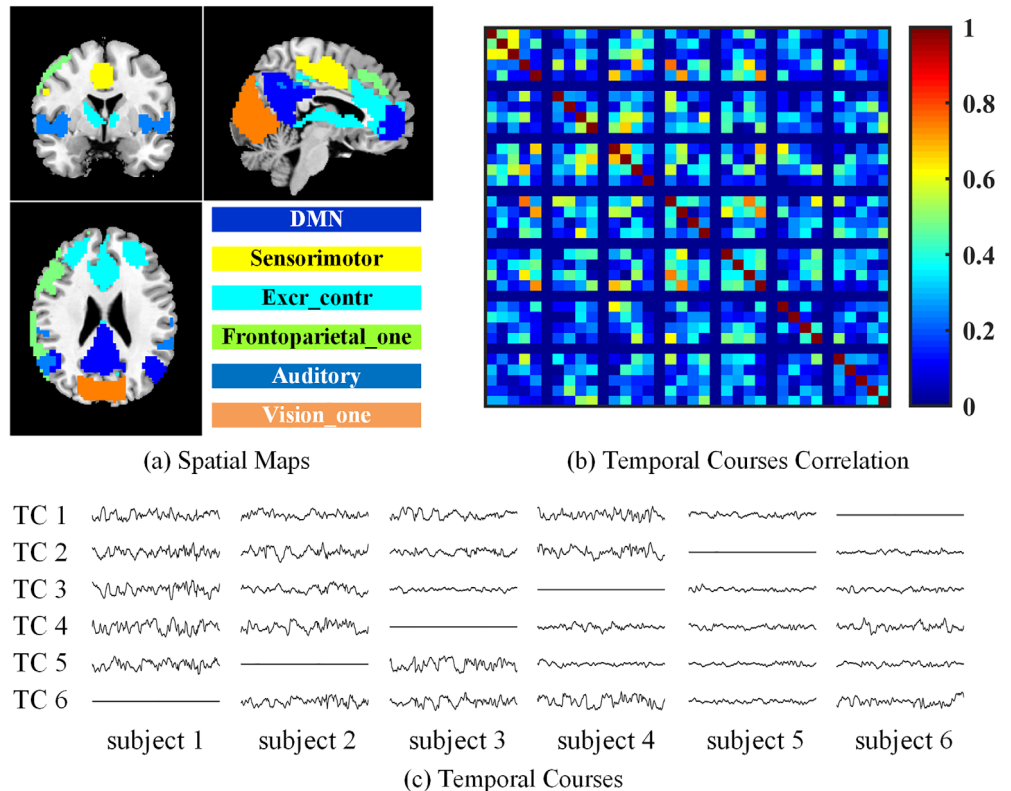 DMN
Sensorimotor
Excr_contr
Frontoparietal_one
Auditory
Vision_one
(a) Spatial Maps
1
0.8
0.6
0.4
0.2
0
(b) Temporal Courses Correlation
TC 1
TC 2
TC 3
TC 4
TC 5
TC 6
subject 1 subject 2 subject 3 subject 4 subject 5 subject 6
(c) Temporal Courses